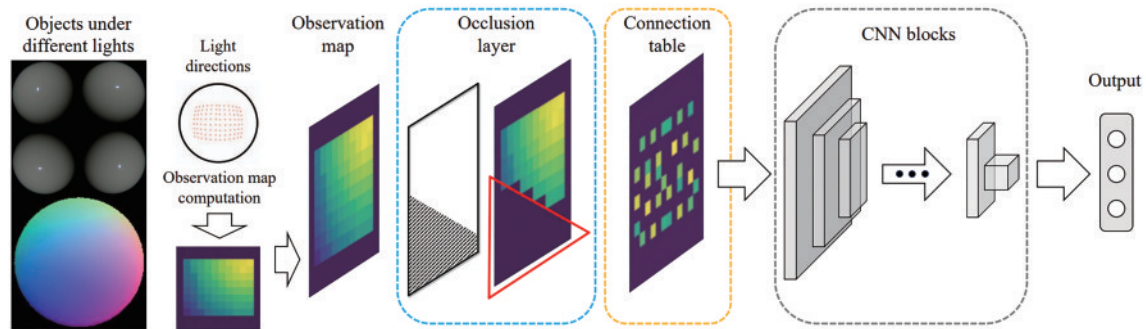 Objects under
different lights
Light
directions
Observation map
computation
Observation
map
Occlusion
layer
Connection
table
CNN blocks
Output